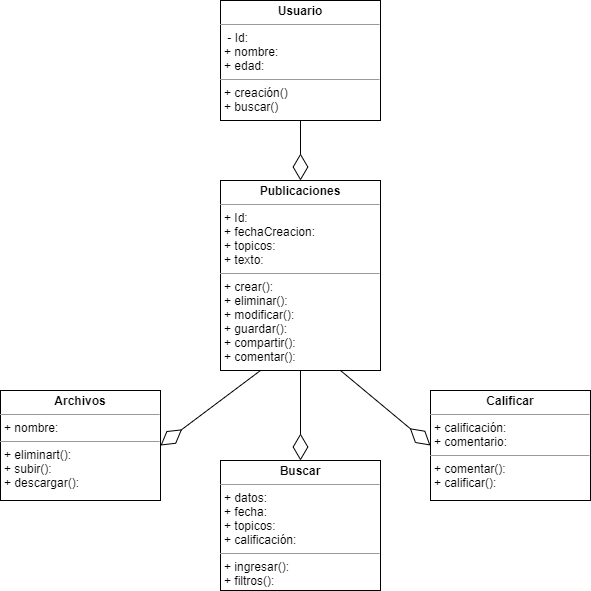 Usuario
- Id:
+ nombre:
+ edad:
+ creación()
+ buscar()
Publicaciones
+ Id:
+ fechaCreacion:
+ topicos:
+ texto:
+ crear():
+ eliminar():
+ modificar():
+ guardar():
+ compartir():
+ comentar():
Archivos
+ nombre:
+ eliminart():
+ subir():
+ descargar():
Buscar
+ datos:
+ fecha:
+ topicos:
+ calificación:
+ ingresar():
+ filtros():
Calificar
+ calificación:
+ comentario:
+ comentar():
+ calificar():